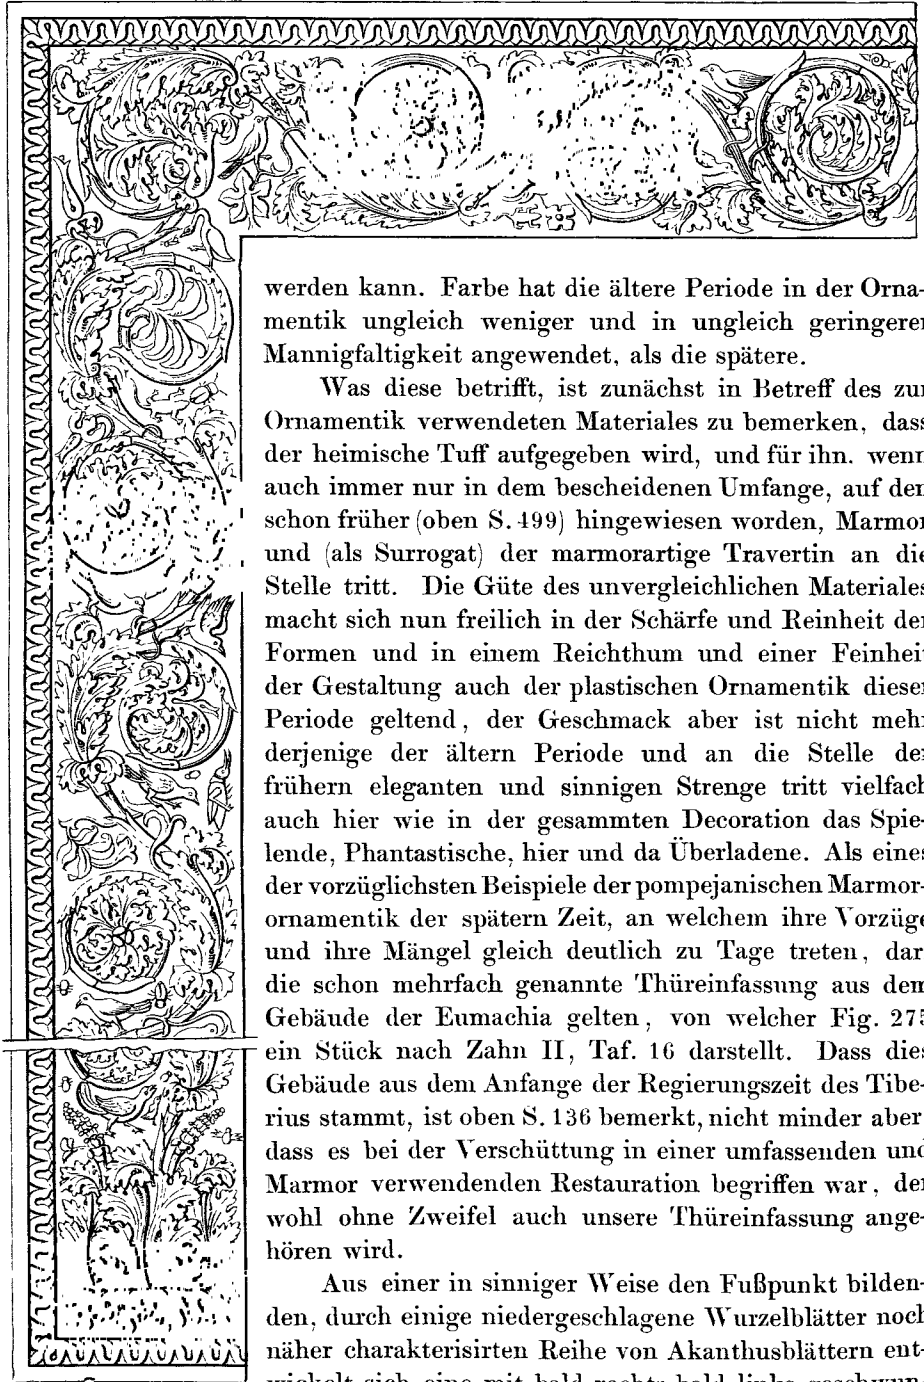 werden kann. Farbe hat die ältere Periode in der Orna-
mentik ungleich weniger und in ungleich geringerer
Mannigfaltigkeit angewendet, als die spätere.
Was diese betrifft, ist zunächst in Betreff des zur
Ornamentik verwendeten Materiales zu bemerken, dass
der heimische Tuff aufgegeben wird, und für ihn, wenn
auch immer nur in dem bescheidenen Umfange, auf den
schon früher (oben S. 499) hingewiesen worden, Marmor
und (als Surrogat) der marmorartige Travertin an die
Stelle tritt. Die Güte des unvergleichlichen Materiales
macht sich nun freilich in der Schärfe und Reinheit der
Formen und in einem Reichthum und einer Feinheit
der Gestaltung auch der plastischen Ornamentik dieser
Periode geltend, der Geschmack aber ist nicht mehr
derjenige der ältern Periode und an die Stelle der
frühern eleganten und sinnigen Strenge tritt vielfach
auch hier wie in der gesammten Decoration das Spie-
lende, Phantastische, hier und da Überladene. Als eines
der vorzüglichsten Beispiele der pompejanischen Marmor-
ornamentik der spätern Zeit, an welchem ihre Vorzüge
und ihre Mängel gleich deutlich zu Tage treten, darf
die schon mehrfach genannte Thüreinfassung aus dem
Gebäude der Eumachia gelten, von welcher Fig. 275
ein Stück nach Zahn II, Taf. 16 darstellt. Dass dies
Gebäude aus dem Anfange der Regierungszeit des Tibe-
rius stammt, ist oben S. 136 bemerkt, nicht minder aber
dass es bei der Verschüttung in einer umfassenden und
Marmor verwendenden Restauration begriffen war, der
wohl ohne Zweifel auch unsere Thüreinfassung ange-
hören wird.
Aus einer in sinniger Weise den Fußpunkt bilden-
den, durch einige niedergeschlagene Wurzelblätter noch
näher charakterisirten Reihe von Akanthusblättern ent-